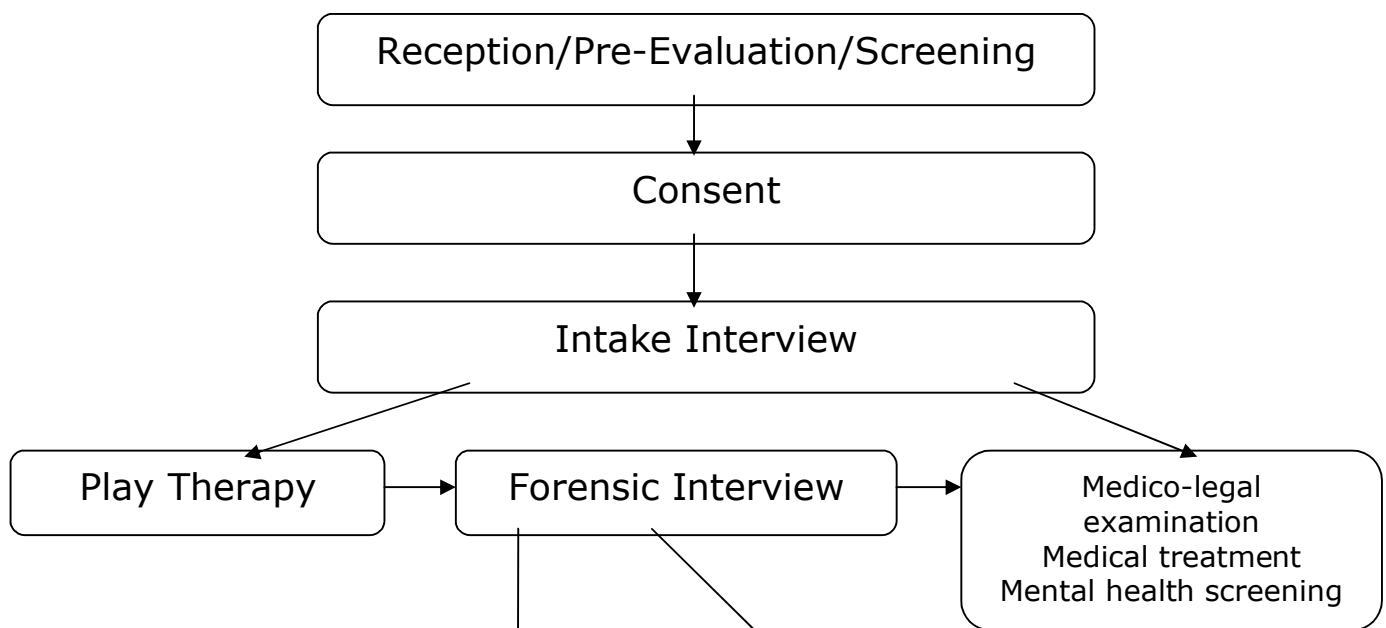 Reception/Pre-Evaluation/Screening
Consent
Intake Interview
Play Therapy
Forensic Interview
Medico-legal
examination
Medical treatment
Mental health screening